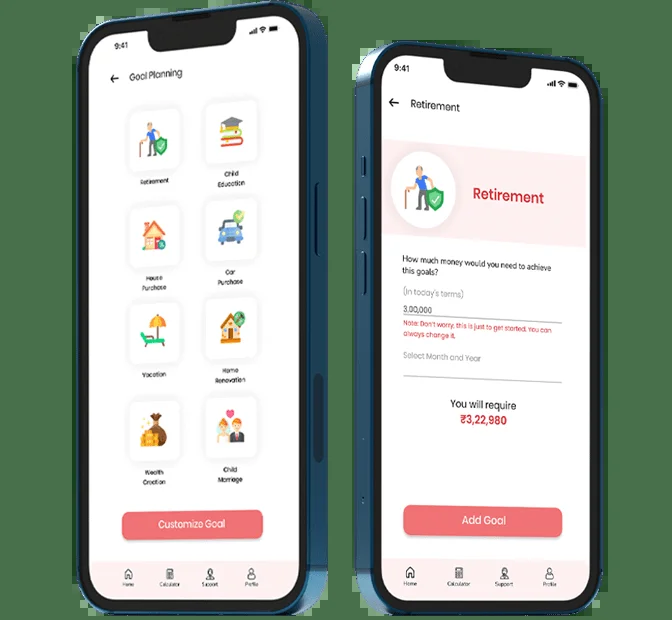 9:41
Goal Planning
Retirement
Child
Education
House
Purchase
Car
Purchase
Vacation
Home
Renovation
Wealth
Creation
Child
Marriage
Customize Goal
Home
Calculator
Support
Profile
9:41
Retirement
Retirement
How much money would you need to achieve
this goals?
(In today's terms)
3,00,000
Note: Don't worry, this is just to get started. You can
always change it.
Select Month and Year
You will require
₹3,22,980
Add Goal
Home
Calculator
Support
Profile